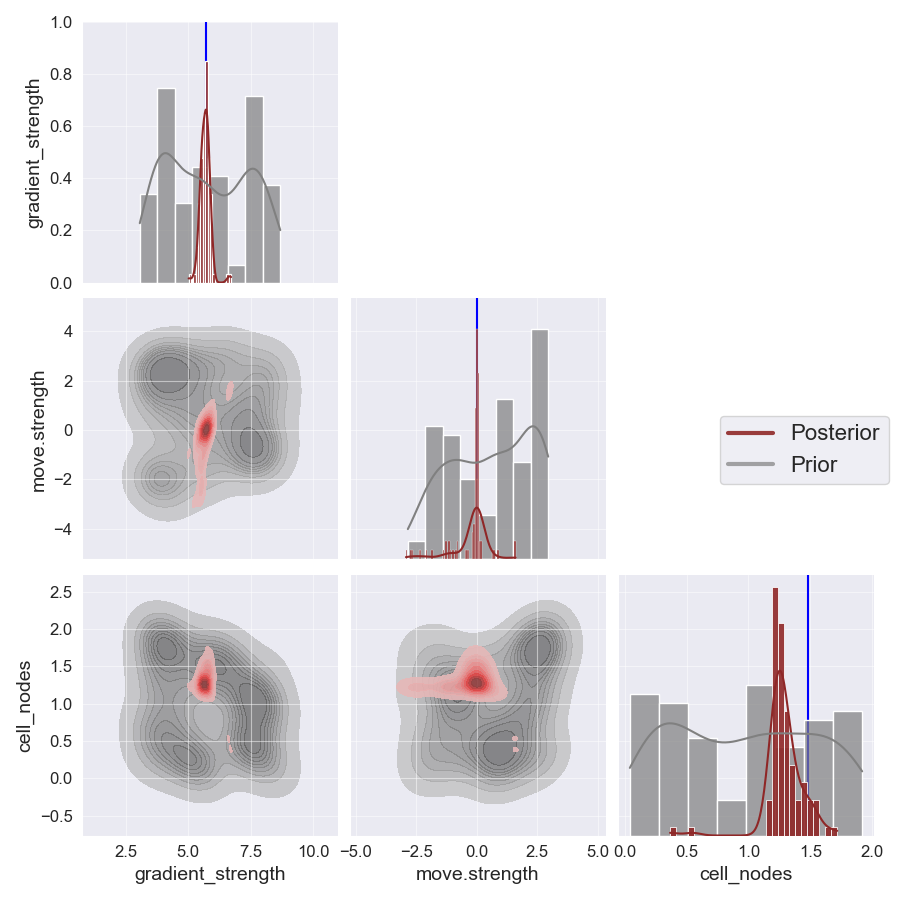 1.0
0.8
0.6
0.4
0.2
0.0
gradient_strength
4
2
0
−2
−4
move.strength
Posterior
Prior
2.5
2.0
1.5
1.0
0.5
0.0
−0.5
cell_nodes
2.5 5.0 7.5 10.0
gradient_strength
−5.0 −2.5 0.0 2.5 5.0
move.strength
0.0 0.5 1.0 1.5 2.0
cell_nodes